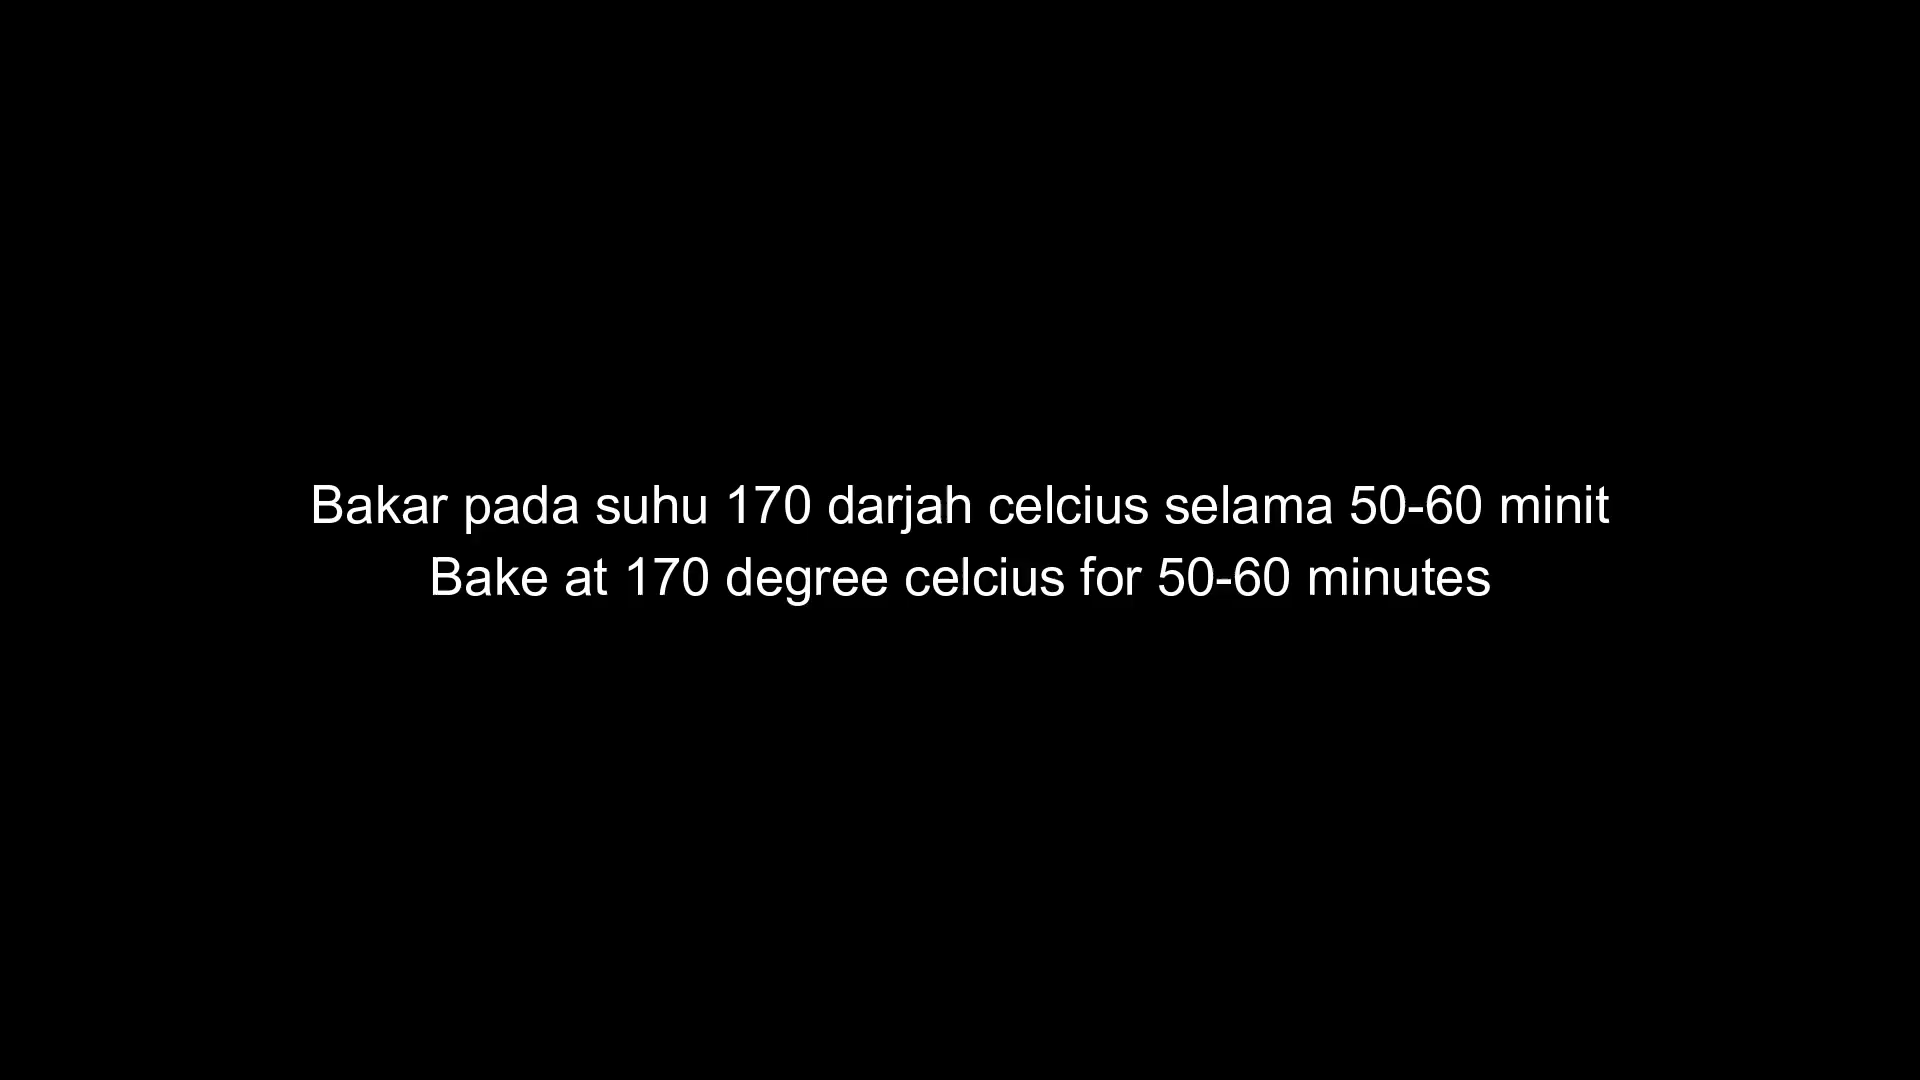 Bakar pada suhu 170 darjah celcius selama 50-60 minit
Bake at 170 degree celcius for 50-60 minutes